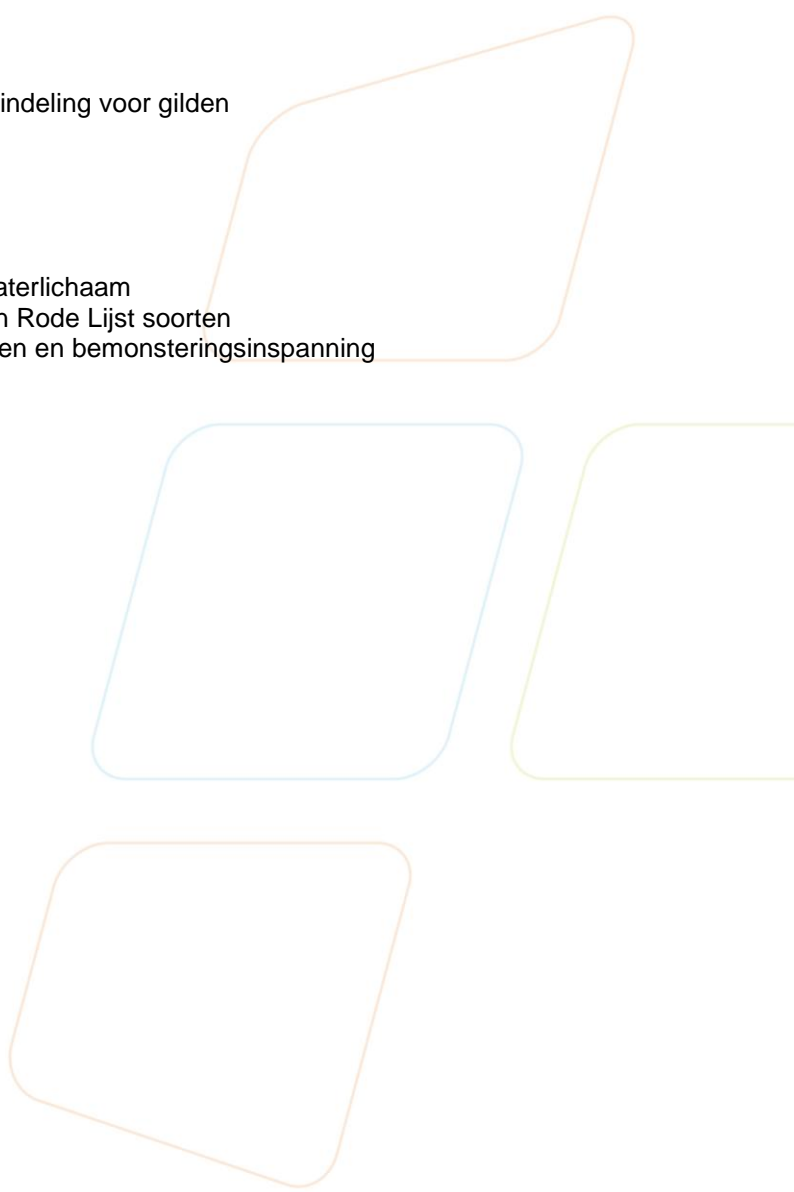 indeling voor gilden
aterlichaam
n Rode Lijst soorten
en en bemonsteringsinspanning